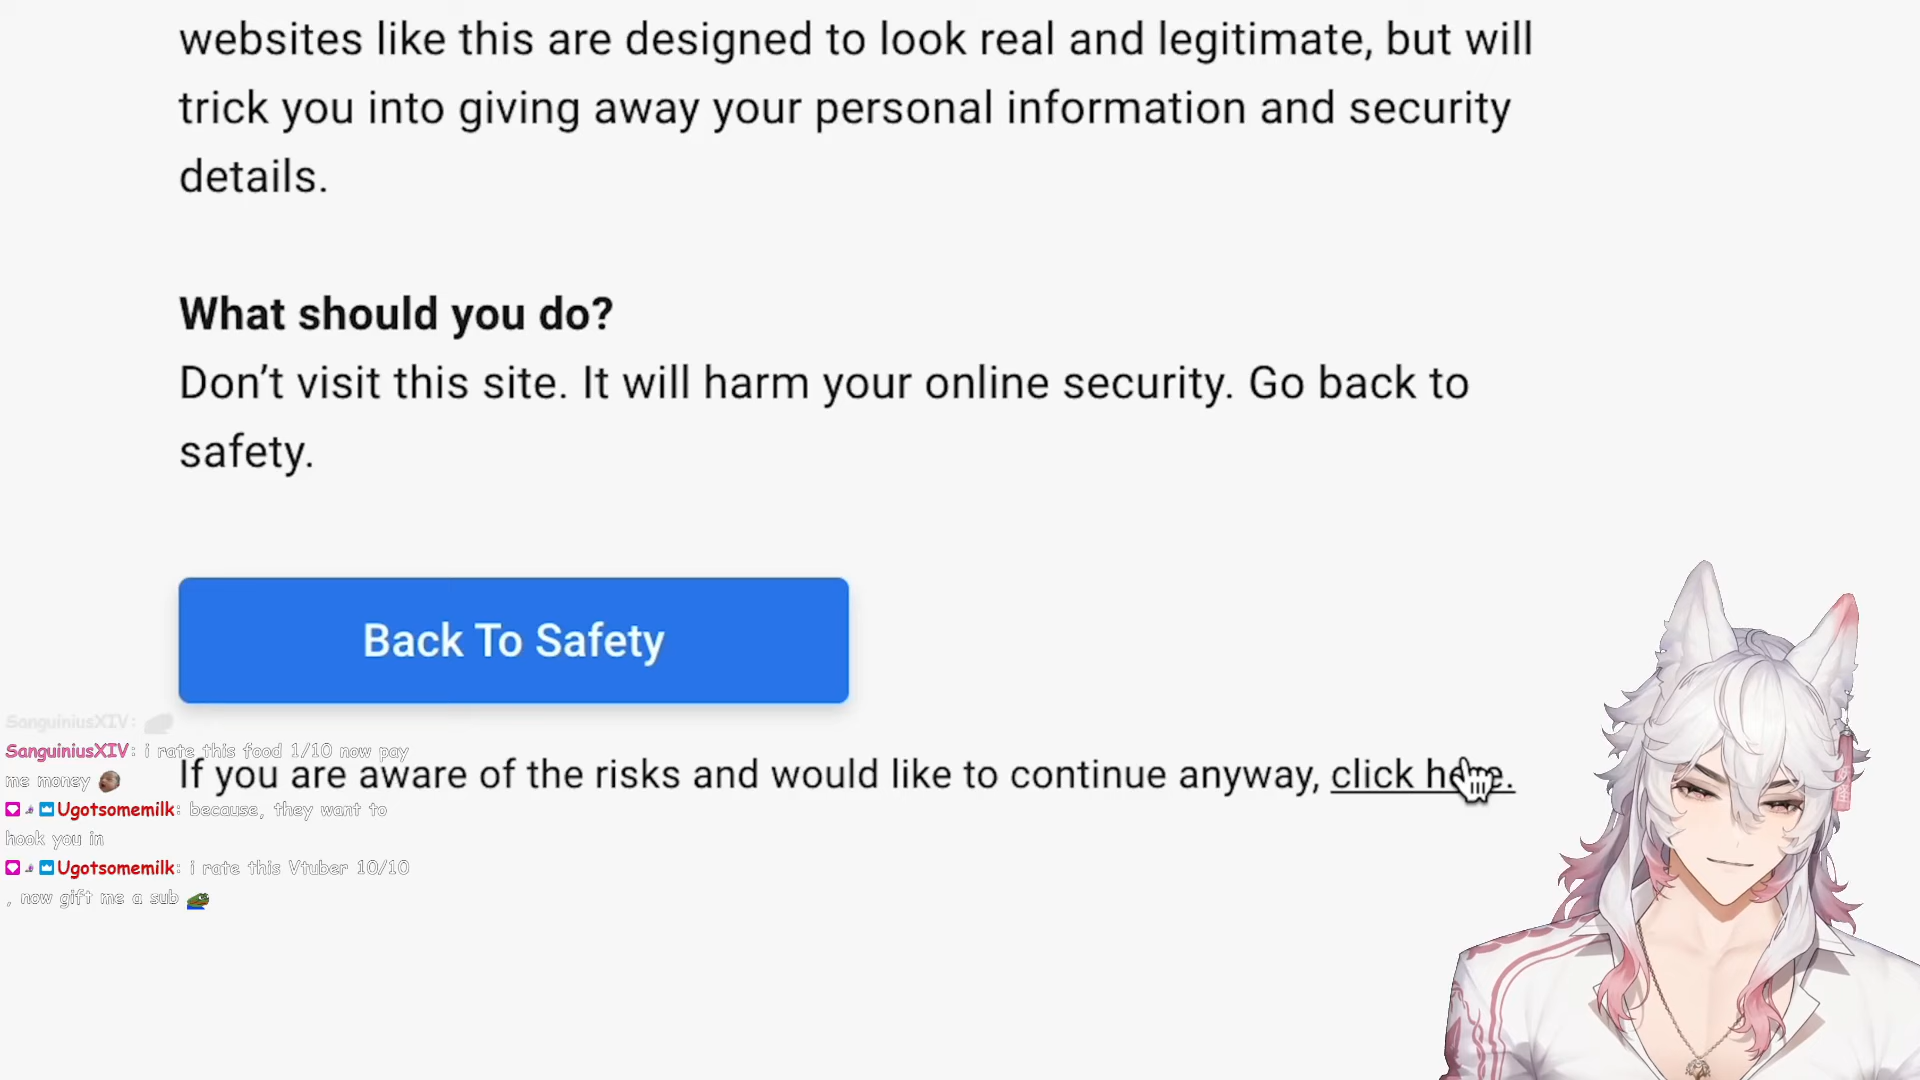 websites like this are designed to look real and legitimate, but will
trick you into giving away your personal information and security
details.
What should you do?
Don’t visit this site. It will harm your online security. Go back to
safety.
Back To Safety
If you are aware of the risks and would like to continue anyway, click here.
SanguiniusXIV:
SanguiniusXIV: i rate this food 1/10 now pay
me money
Ugotsomemilk: because, they want to
hook you in
Ugotsomemilk: i rate this Vtuber 10/10
, now gift me a sub